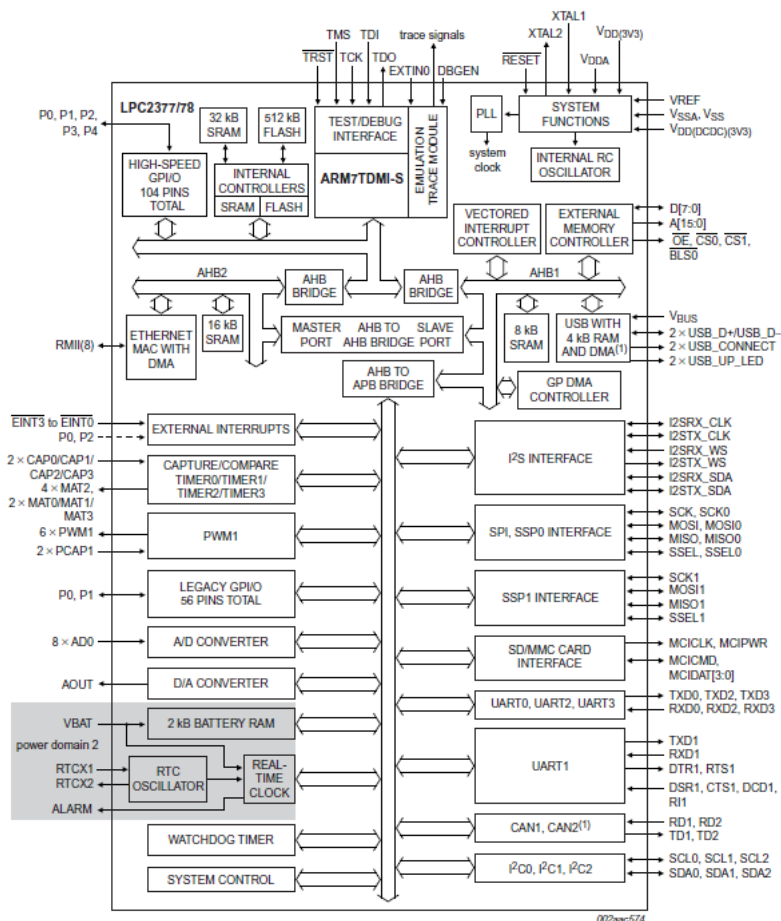 XTAL1
XTAL2
VDD(3V3)
VDDA
RESET
trace signals
TMS
TDI
TRST
TCK
TDO
EXTIN0
DBGEN
LPC2377/78
P0, P1, P2,
P3, P4
32 kB
SRAM
512 kB
FLASH
TEST/DEBUG
INTERFACE
ARM7TDMI-S
EMULATION
TRACE MODULE
PLL
system
clock
SYSTEM
FUNCTIONS
VREF
VSSA, VSS
VDD(DCDC)(3V3)
INTERNAL RC
OSCILLATOR
HIGH-SPEED
GPI/O
104 PINS
TOTAL
INTERNAL
CONTROLLERS
SRAM
FLASH
VECTORED
INTERRUPT
CONTROLLER
EXTERNAL
MEMORY
CONTROLLER
D[7:0]
A[15:0]
OE, CS0, CS1,
BLS0
AHB2
AHB
BRIDGE
AHB
BRIDGE
AHB1
RMII(8)
ETHERNET
MAC WITH
DMA
16 kB
SRAM
MASTER
PORT
AHB TO
AHB BRIDGE
SLAVE
PORT
8 kB
SRAM
USB WITH
4 kB RAM
AND DMA(1)
VBUS
2 × USB_D+/USB_D-
2 × USB_CONNECT
2 × USB_UP_LED
AHB TO
APB BRIDGE
GP DMA
CONTROLLER
EINT3 to EINT0
P0, P2
EXTERNAL INTERRUPTS
2 × CAP0/CAP1/
CAP2/CAP3
4 × MAT2,
2 × MAT0/MAT1/
MAT3
CAPTURE/COMPARE
TIMER0/TIMER1/
TIMER2/TIMER3
6 × PWM1
2 × PCAP1
PWM1
P0, P1
LEGACY GPI/O
56 PINS TOTAL
8 × AD0
A/D CONVERTER
AOUT
D/A CONVERTER
VBAT
2 kB BATTERY RAM
power domain 2
RTCX1
RTCX2
RTC
OSCILLATOR
REAL-
TIME
CLOCK
ALARM
WATCHDOG TIMER
SYSTEM CONTROL
I2S INTERFACE
I2SRX_CLK
I2STX_CLK
I2SRX_WS
I2STX_WS
I2SRX_SDA
I2STX_SDA
SPI, SSP0 INTERFACE
SCK, SCK0
MOSI, MOSI0
MISO, MISO0
SSEL, SSEL0
SSP1 INTERFACE
SCK1
MOSI1
MISO1
SSEL1
SD/MMC CARD
INTERFACE
MCICLK, MCIPWR
MCICMD,
MCIDAT[3:0]
UART0, UART2, UART3
TXD0, TXD2, TXD3
RXD0, RXD2, RXD3
UART1
TXD1
RXD1
DTR1, RTS1
DSR1, CTS1, DCD1,
RI1
CAN1, CAN2(1)
RD1, RD2
TD1, TD2
I2C0, I2C1, I2C2
SCL0, SCL1, SCL2
SDA0, SDA1, SDA2
002aac574